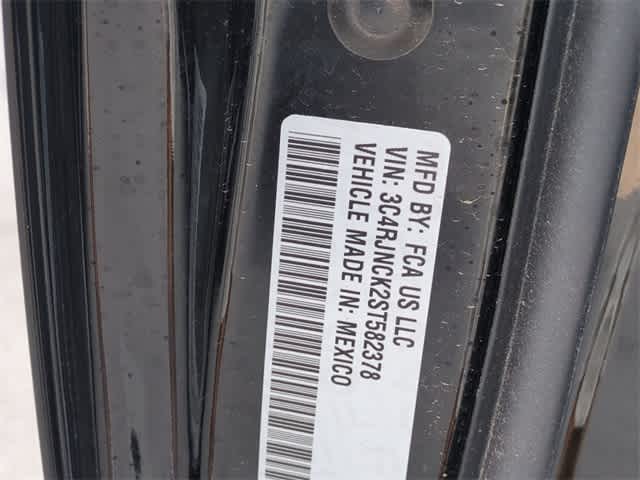 MFD BY: FCA US LLC
VIN: 3C4RJNCK2ST582378
VEHICLE MADE IN: MEXICO